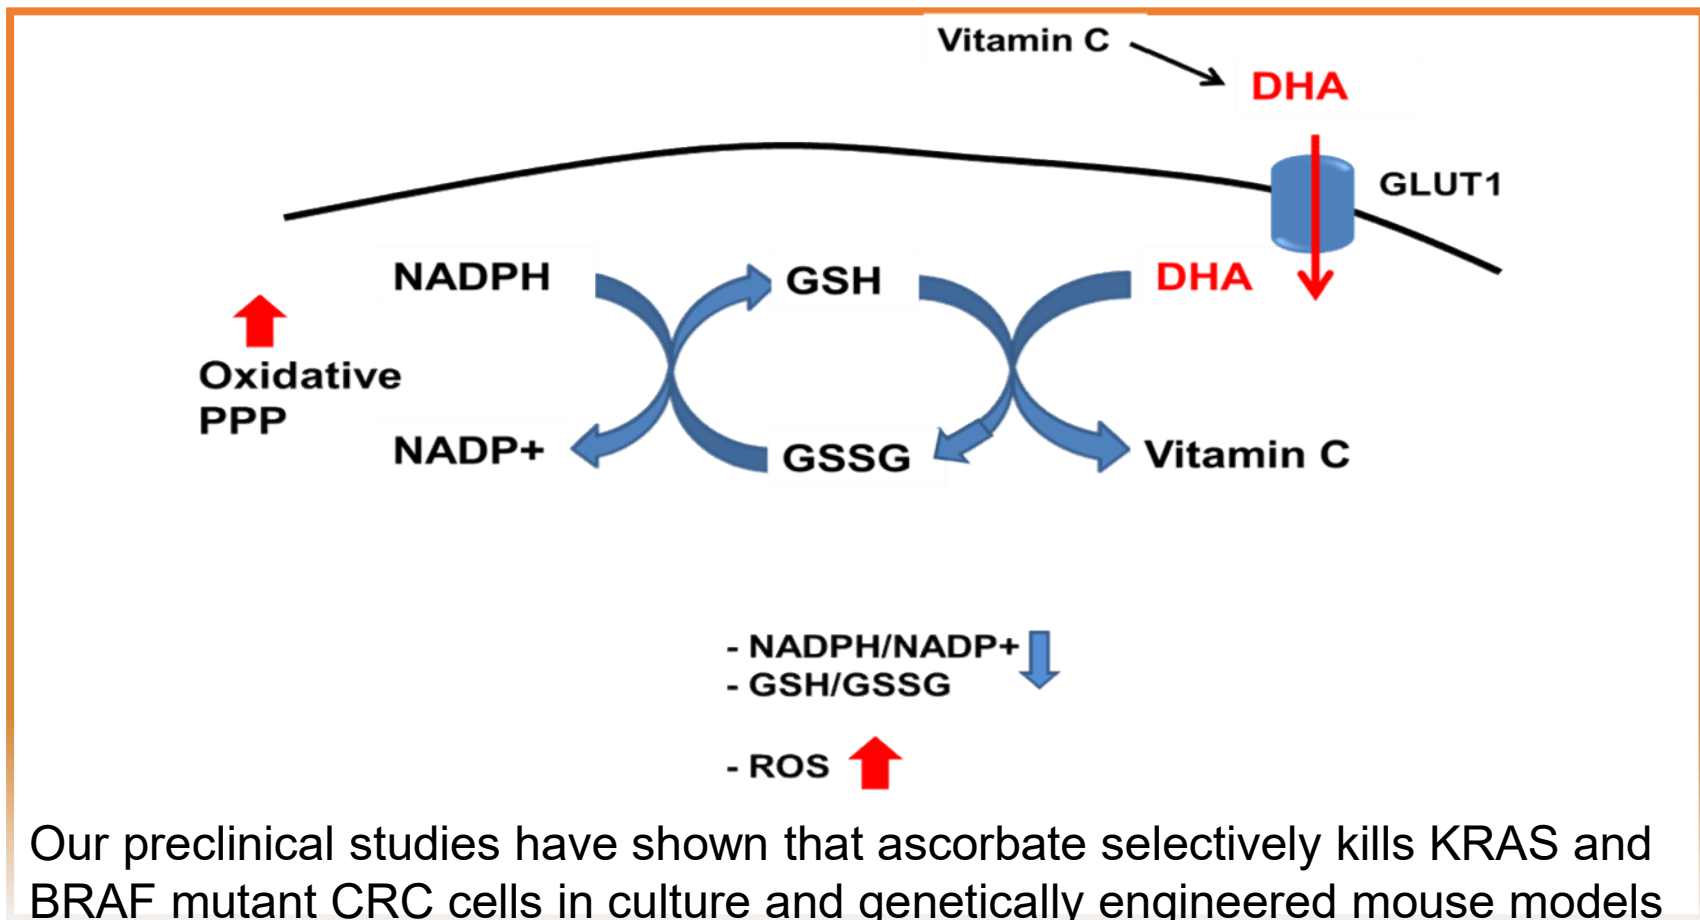 Vitamin C
DHA
GLUT1
NADPH
GSH
DHA
Oxidative
PPP
NADP+
GSSG
Vitamin C
- NADPH/NADP+
- GSH/GSSG
- ROS
Our preclinical studies have shown that ascorbate selectively kills KRAS and
BRAF mutant CRC cells in culture and genetically engineered mouse models